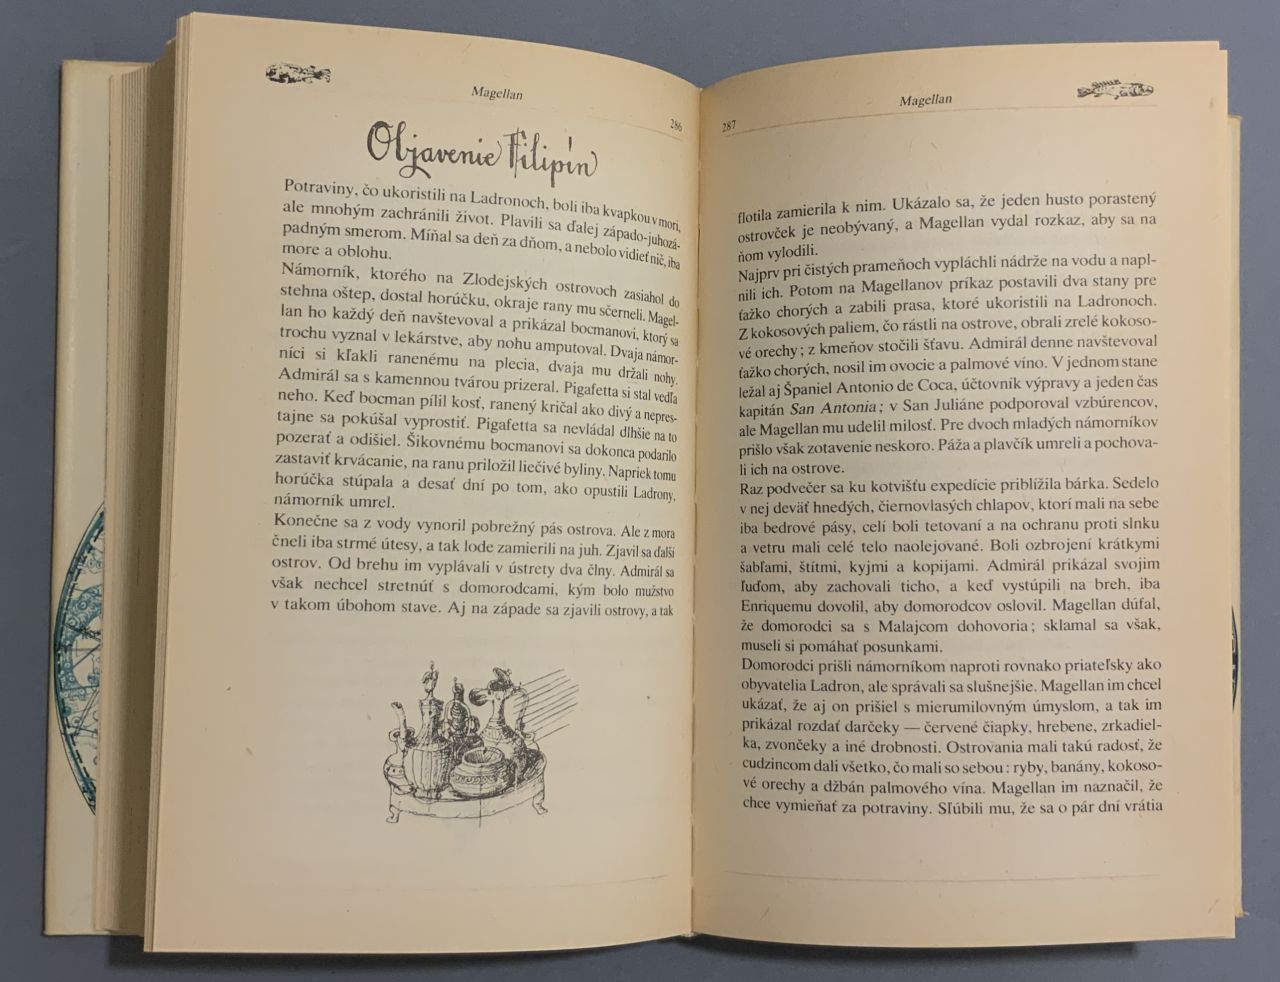 Magellan
286
Objavenie Filipín
Potraviny, čo ukoristili na Ladronoch, boli iba kvapkou v mori,
ale mnohým zachránili život. Plavili sa ďalej západo-juhozá-
padným smerom. Míňal sa deň za dňom, a nebolo vidieť nič, iba
more a oblohu.
Námorník, ktorého na Zlodejských ostrovoch zasiahol do
stehna oštep, dostal horúčku, okraje rany mu sčerneli. Magel-
lan ho každý deň navštevoval a prikázal bocmanovi, ktorý sa
trochu vyznal v lekárstve, aby nohu amputoval. Dvaja námor-
níci si kľakli ranenému na plecia, dvaja mu držali nohy.
Admirál sa s kamennou tvárou prizeral. Pigafetta si stal vedľa
neho. Keď bocman pílil kosť, ranený kričal ako divý a nepres-
tajne sa pokúšal vyprostiť. Pigafetta sa nevládal dlhšie na to
pozerať a odišiel. Šikovnému bocmanovi sa dokonca podarilo
zastaviť krvácanie, na ranu priložil liečivé byliny. Napriek tomu
horúčka stúpala a desať dní po tom, ako opustili Ladrony,
námorník umrel.
Konečne sa z vody vynoril pobrežný pás ostrova. Ale z mora
čneli iba strmé útesy, a tak lode zamierili na juh. Zjavil sa ďalší
ostrov. Od brehu im vyplávali v ústrety dva člny. Admirál sa
však nechcel stretnúť s domorodcami, kým bolo mužstvo
v takom úbohom stave. Aj na západe sa zjavili ostrovy, a tak
Magellan
287
flotila zamierila k nim. Ukázalo sa, že jeden husto porastený
ostrovček je neobývaný, a Magellan vydal rozkaz, aby sa na
ňom vylodili.
Najprv pri čistých prameňoch vypláchli nádrže na vodu a napl-
nili ich. Potom na Magellanov príkaz postavili dva stany pre
ťažko chorých a zabili prasa, ktoré ukoristili na Ladronoch.
Z kokosových paliem, čo rástli na ostrove, obrali zrelé kokoso-
vé orechy; z kmeňov stočili šťavu. Admirál denne navštevoval
ťažko chorých, nosil im ovocie a palmové víno. V jednom stane
ležal aj Španiel Antonio de Coca, účtovník výpravy a jeden čas
kapitán San Antonia; v San Juliáne podporoval vzbúrencov,
ale Magellan mu udelil milosť. Pre dvoch mladých námorníkov
prišlo však zotavenie neskoro. Páža a plavčík umreli a pochova-
li ich na ostrove.
Raz podvečer sa ku kotvišťu expedície priblížila bárka. Sedelo
v nej deväť hnedých, čiernovlasých chlapov, ktorí mali na sebe
iba bedrové pásy, celí boli tetovaní a na ochranu proti slnku
a vetru mali celé telo naolejované. Boli ozbrojení krátkymi
šabľami, štítmi, kyjmi a kopijami. Admirál prikázal svojim
ľuďom, aby zachovali ticho, a keď vystúpili na breh, iba
Enriquemu dovolil, aby domorodcov oslovil. Magellan dúfal,
že domorodci sa s Malajcom dohovoria; sklamal sa však,
museli si pomáhať posunkami.
Domorodci prišli námorníkom naproti rovnako priateľsky ako
obyvatelia Ladron, ale správali sa slušnejšie. Magellan im chcel
ukázať, že aj on prišiel s mierumilovným úmyslom, a tak im
prikázal rozdať darčeky — červené čiapky, hrebene, zrkadiel-
ka, zvončeky a iné drobnosti. Ostrovania mali takú radosť, že
cudzincom dali všetko, čo mali so sebou: ryby, banány, kokoso-
vé orechy a džbán palmového vína. Magellan im naznačil, že
chce vymieňať za potraviny. Sľúbili mu, že sa o pár dní vrátia